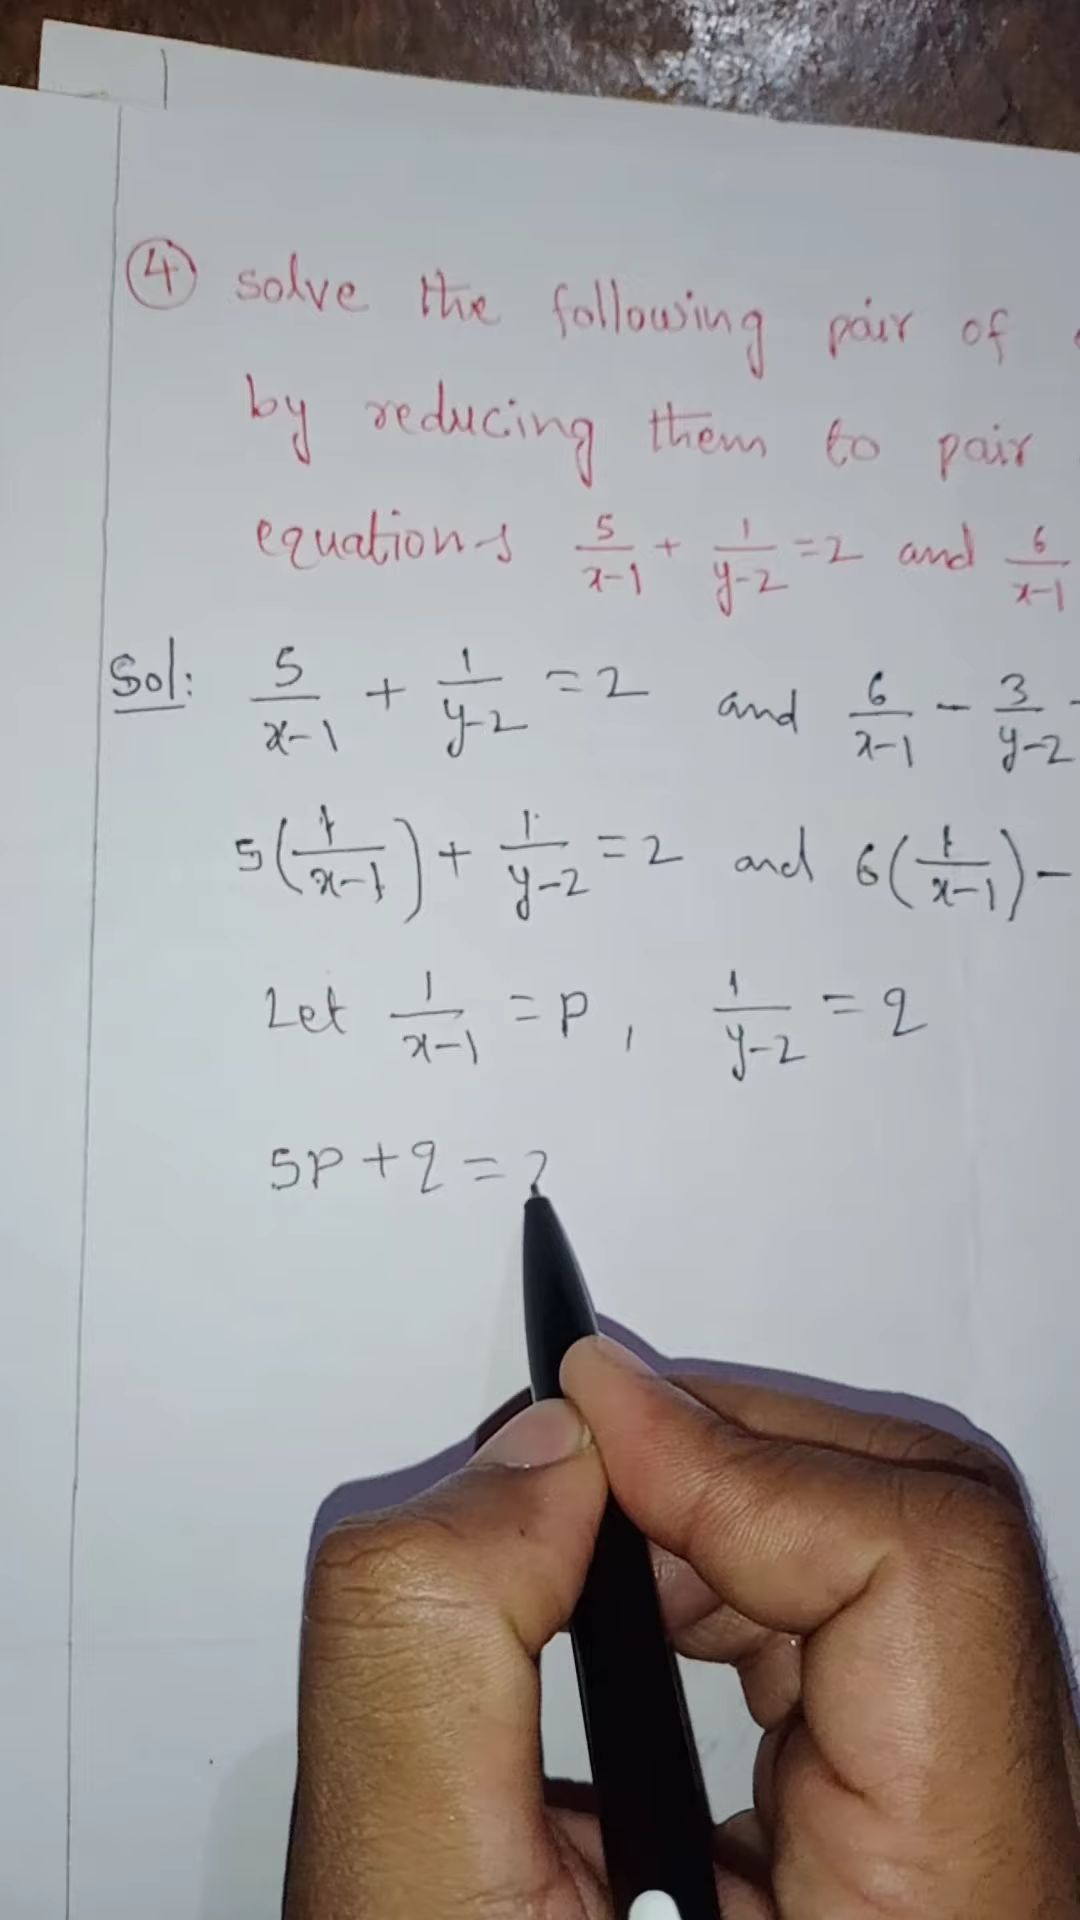 ④ solve the following pair of
by reducing them to pair
equations 5/(x-1) + 1/(y-2) = 2 and 6/(x-1)
Sol: 5/(x-1) + 1/(y-2) = 2 and 6/(x-1) - 3/(y-2)
5(1/(x-1)) + 1/(y-2) = 2 and 6(1/(x-1)) -
Let 1/(x-1) = p, 1/(y-2) = q
5p + q = 2